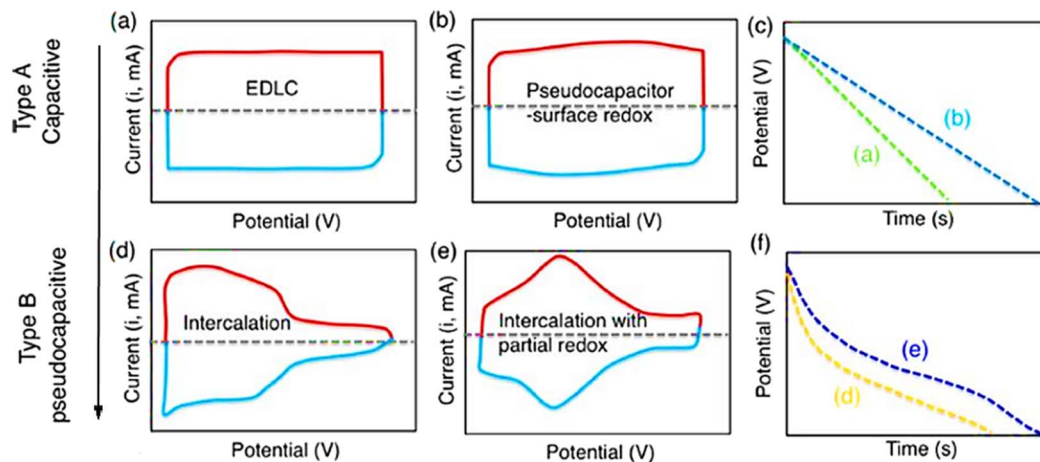 Type A
Capacitive
(a)
Current (i, mA)
EDLC
Potential (V)
(b)
Current (i, mA)
Pseudocapacitor
-surface redox
Potential (V)
(c)
Potential (V)
(b)
(a)
Time (s)
Type B
pseudocapacitive
(d)
Current (i, mA)
Intercalation
Potential (V)
(e)
Current (i, mA)
Intercalation with
partial redox
Potential (V)
(f)
Potential (V)
(e)
(d)
Time (s)